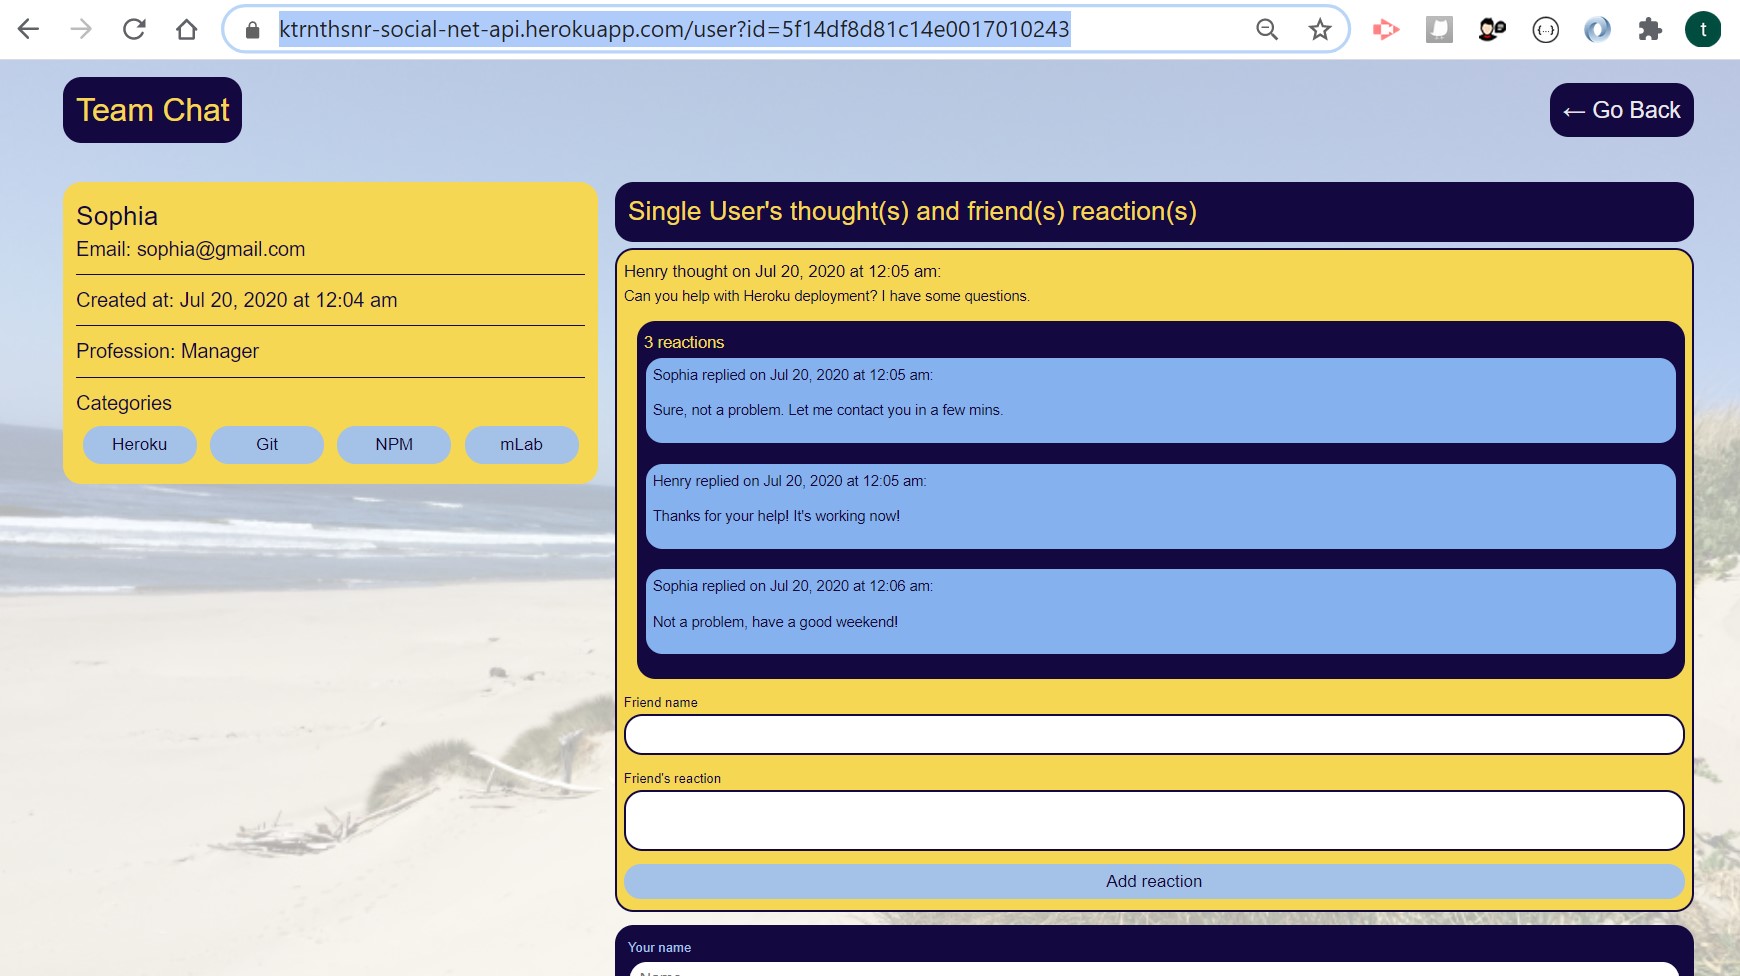 ktrnthsnr-social-net-api.herokuapp.com/user?id=5f14df8d81c14e0017010243
t
Team Chat
← Go Back
Sophia
Email: sophia@gmail.com
Created at: Jul 20, 2020 at 12:04 am
Profession: Manager
Categories
Heroku Git NPM mLab
Single User's thought(s) and friend(s) reaction(s)
Henry thought on Jul 20, 2020 at 12:05 am:
Can you help with Heroku deployment? I have some questions.
3 reactions
Sophia replied on Jul 20, 2020 at 12:05 am:
Sure, not a problem. Let me contact you in a few mins.
Henry replied on Jul 20, 2020 at 12:05 am:
Thanks for your help! It's working now!
Sophia replied on Jul 20, 2020 at 12:06 am:
Not a problem, have a good weekend!
Friend name
Friend's reaction
Add reaction
Your name
Name